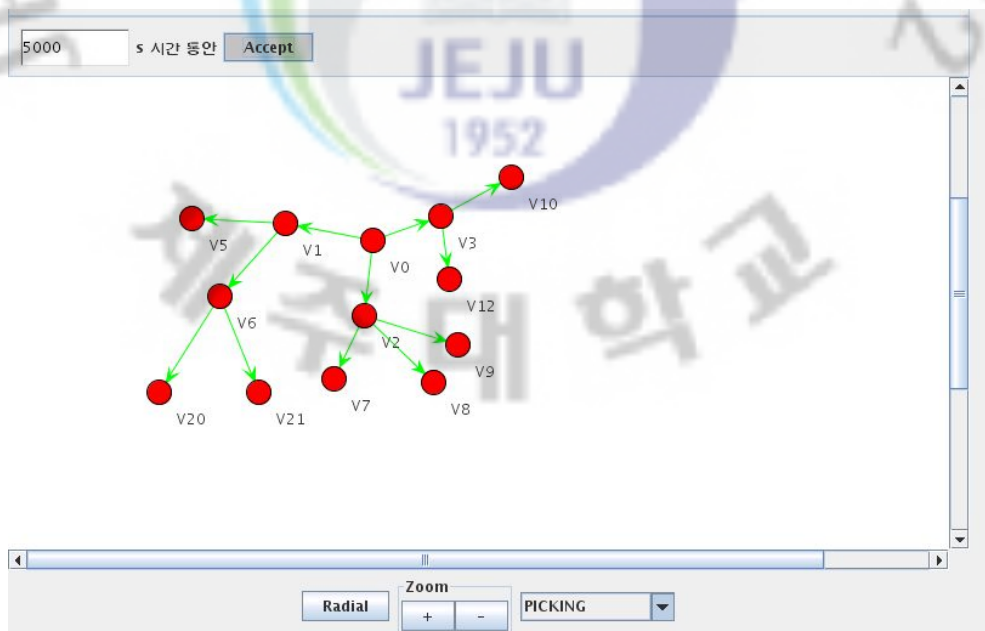 5000 s 시간 동안 Accept
JEJU
1952
제주대학교
V10
V5 V1 V0 V3
V12
V6 V2
V9
V20 V21 V7 V8
Radial Zoom + - PICKING